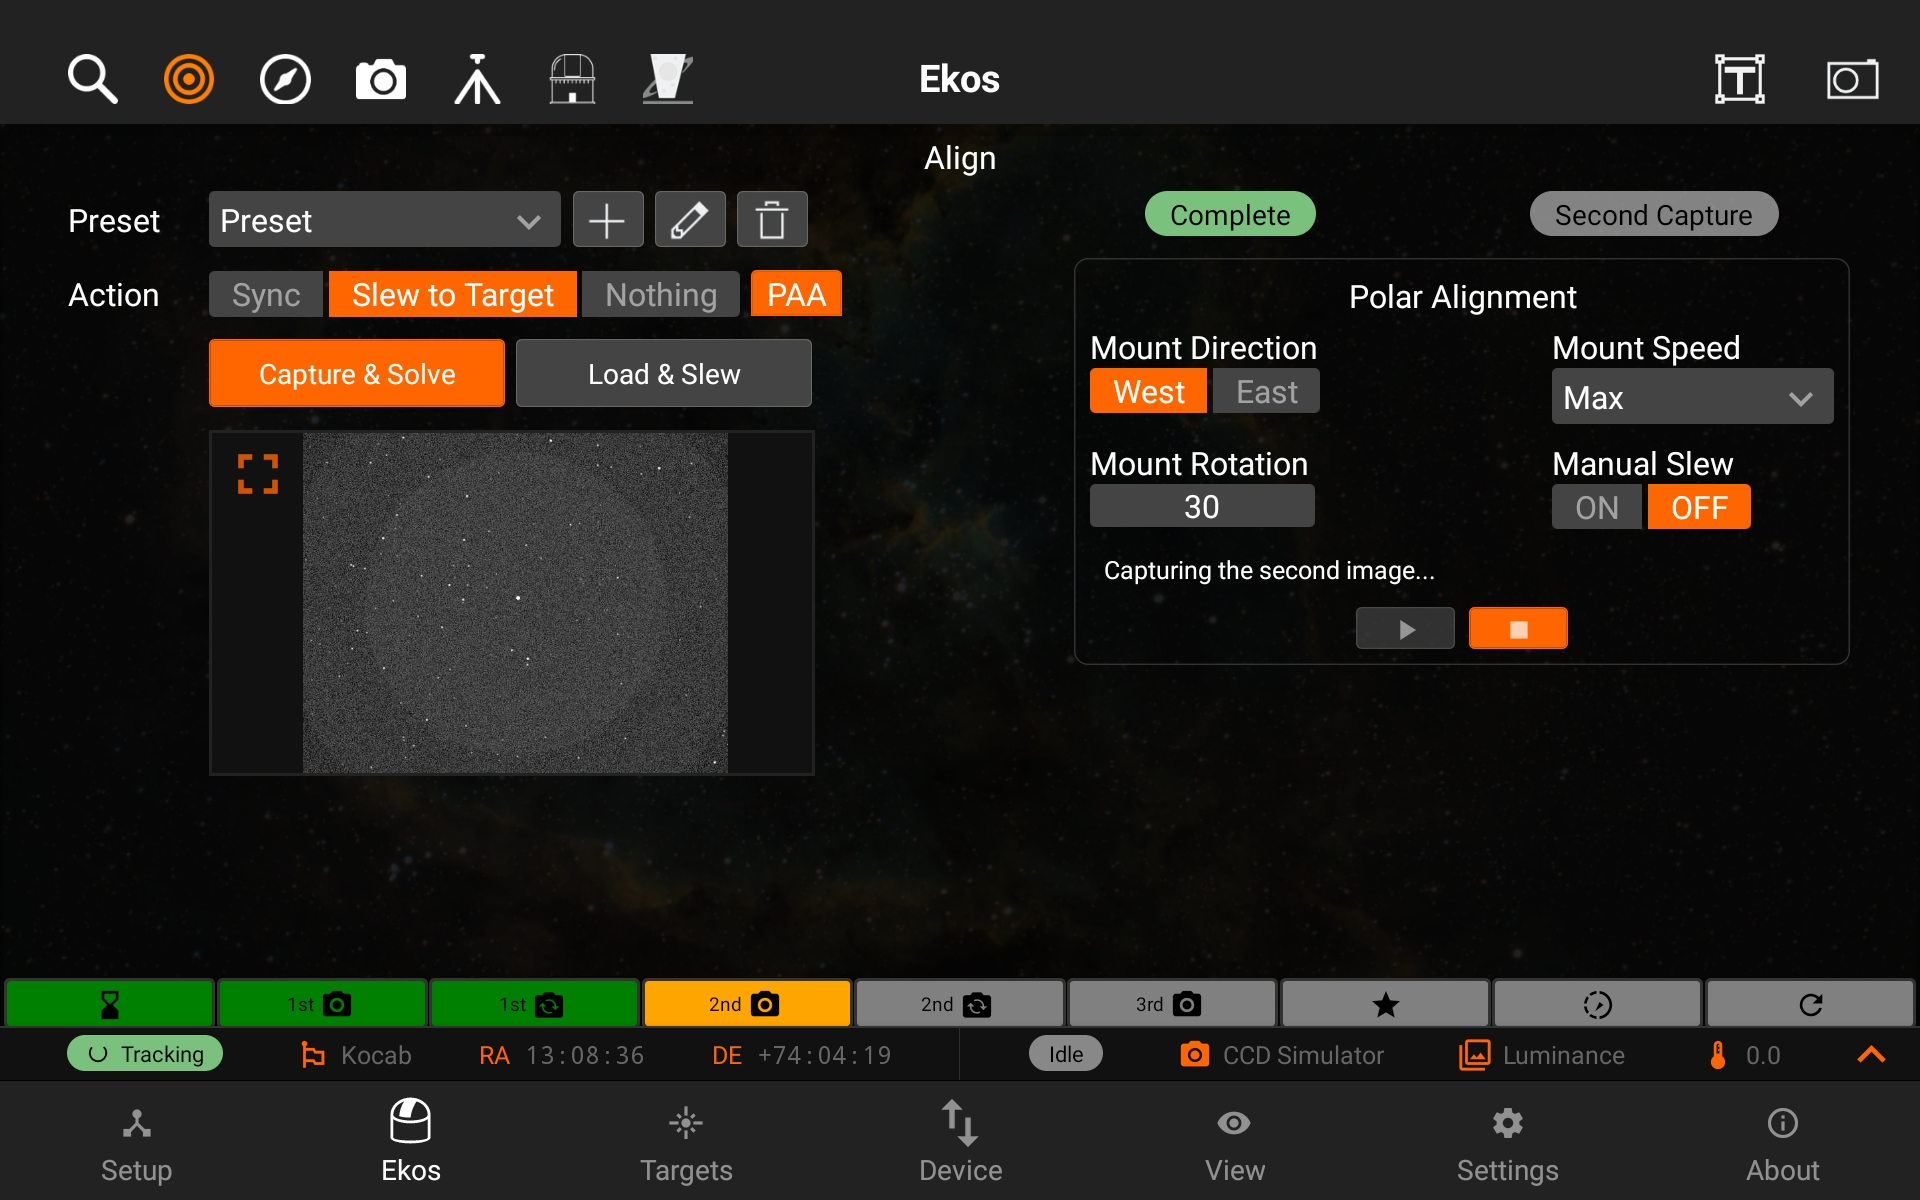 Ekos
Align
Preset
Preset
Complete
Second Capture
Action
Sync
Slew to Target
Nothing
PAA
Capture & Solve
Load & Slew
Polar Alignment
Mount Direction
Mount Speed
West
East
Max
Mount Rotation
Manual Slew
30
ON
OFF
Capturing the second image...
1st
1st
2nd
2nd
3rd
Tracking
Kocab
RA 13:08:36
DE +74:04:19
Idle
CCD Simulator
Luminance
0.0
Setup
Ekos
Targets
Device
View
Settings
About